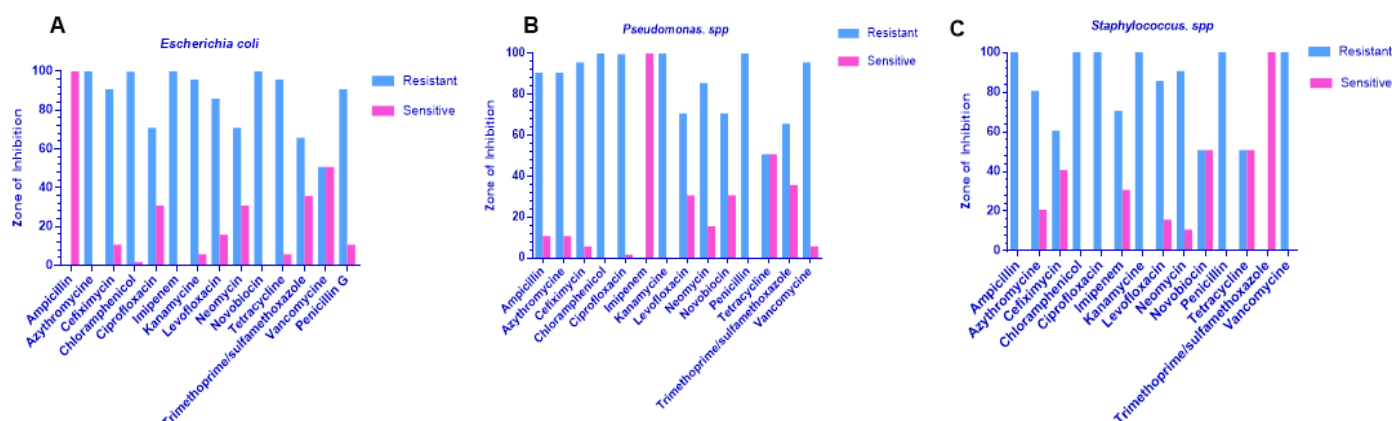 A
Escherichia coli
Zone of Inhibition
100
80
60
40
20
0
Resistant
Sensitive
Ampicillin
Azythromycine
Cefiximycin
Chloramphenicol
Ciprofloxacin
Imipenem
Kanamycine
Levofloxacin
Neomycin
Novobiocin
Tetracycline
Trimethoprime/sulfamethoxazole
Vancomycine
Penicillin G
B
Pseudomonas. spp
Zone of Inhibition
100
80
60
40
20
0
Resistant
Sensitive
Ampicillin
Azythromycine
Cefiximycin
Chloramphenicol
Ciprofloxacin
Imipenem
Kanamycine
Levofloxacin
Neomycin
Novobiocin
Penicillin
Tetracycline
Trimethoprime/sulfamethoxazole
Vancomycine
C
Staphylococcus. spp
Zone of Inhibition
100
80
60
40
20
0
Resistant
Sensitive
Ampicillin
Azythromycine
Cefiximycin
Chloramphenicol
Ciprofloxacin
Imipenem
Kanamycine
Levofloxacin
Neomycin
Novobiocin
Penicillin
Tetracycline
Trimethoprime/sulfamethoxazole
Vancomycine